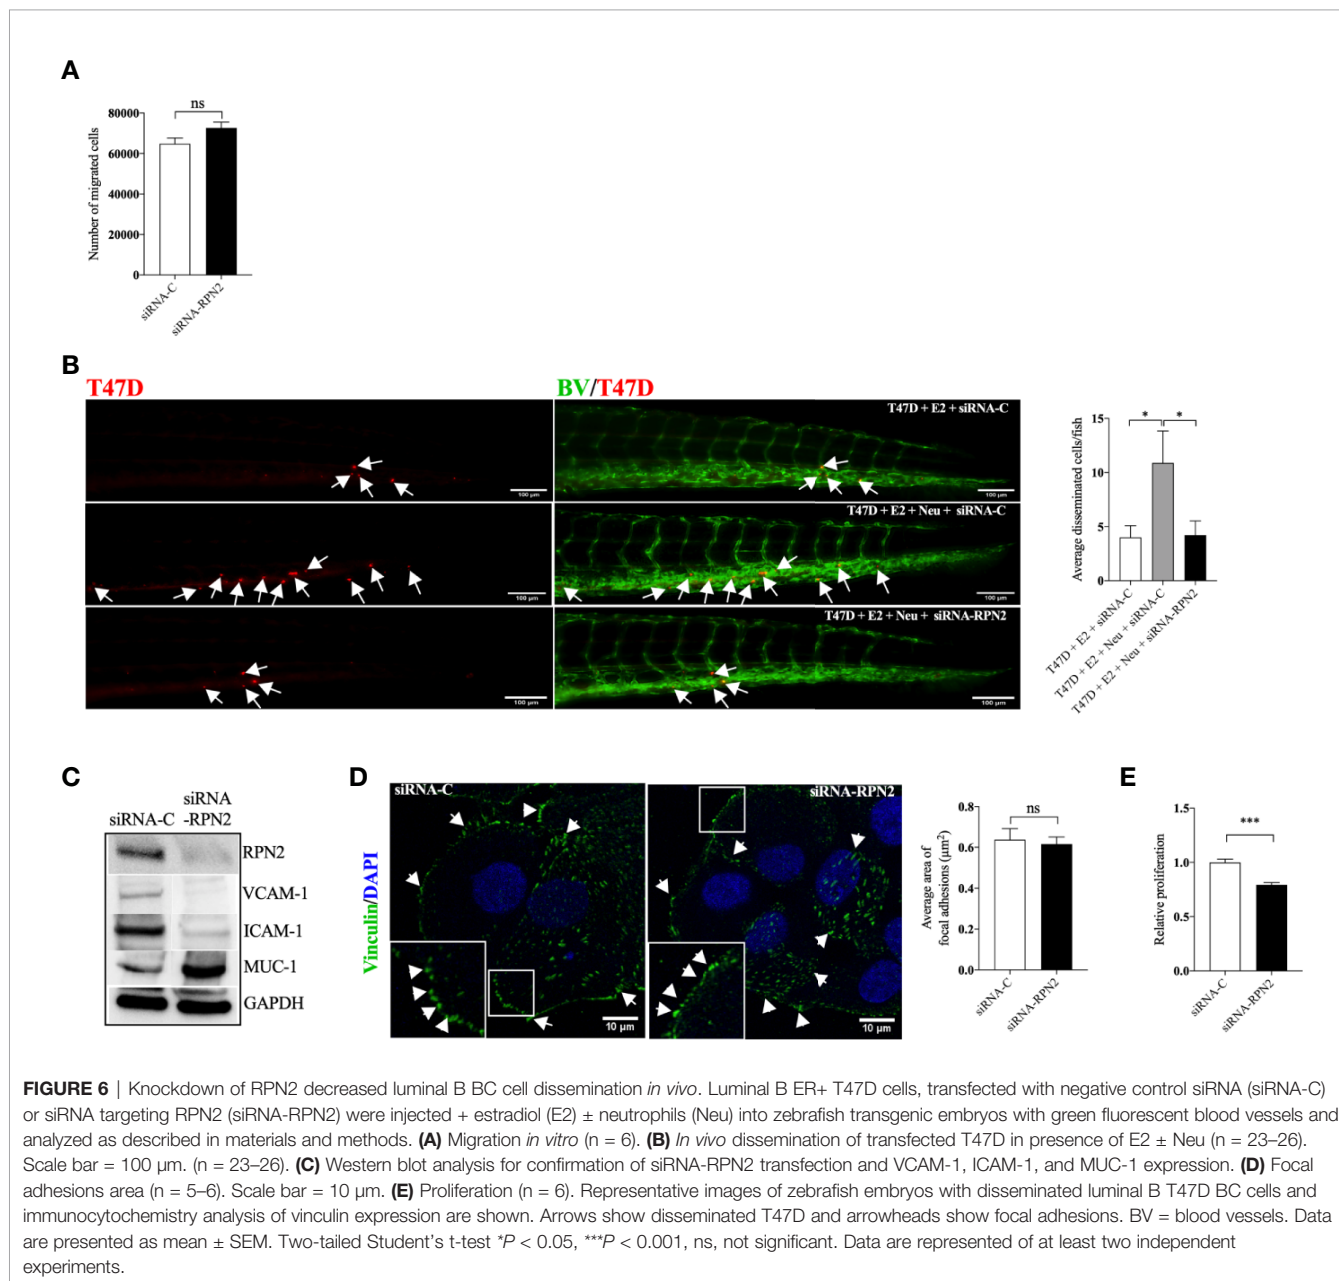 A
ns
80000
60000
40000
20000
0
Number of migrated cells
siRNA-C
siRNA-RPN2
B
T47D
BV/T47D
T47D + E2 + siRNA-C
100 µm
100 µm
T47D + E2 + Neu + siRNA-C
100 µm
100 µm
T47D + E2 + Neu + siRNA-RPN2
100 µm
100 µm
* *
15
10
5
0
Average disseminated cells/fish
T47D + E2 + siRNA-C
T47D + E2 + Neu + siRNA-C
T47D + E2 + Neu + siRNA-RPN2
C
siRNA-C
siRNA
-RPN2
RPN2
VCAM-1
ICAM-1
MUC-1
GAPDH
D
Vinculin/DAPI
siRNA-C
10 µm
siRNA-RPN2
10 µm
ns
0.8
0.6
0.4
0.2
0.0
Average area of
focal adhesions (µm²)
siRNA-C
siRNA-RPN2
E
***
1.5
1.0
0.5
0.0
Relative proliferation
siRNA-C
siRNA-RPN2
FIGURE 6 | Knockdown of RPN2 decreased luminal B BC cell dissemination in vivo. Luminal B ER+ T47D cells, transfected with negative control siRNA (siRNA-C)
or siRNA targeting RPN2 (siRNA-RPN2) were injected + estradiol (E2) ± neutrophils (Neu) into zebrafish transgenic embryos with green fluorescent blood vessels and
analyzed as described in materials and methods. (A) Migration in vitro (n = 6). (B) In vivo dissemination of transfected T47D in presence of E2 ± Neu (n = 23–26).
Scale bar = 100 µm. (n = 23–26). (C) Western blot analysis for confirmation of siRNA-RPN2 transfection and VCAM-1, ICAM-1, and MUC-1 expression. (D) Focal
adhesions area (n = 5–6). Scale bar = 10 µm. (E) Proliferation (n = 6). Representative images of zebrafish embryos with disseminated luminal B T47D BC cells and
immunocytochemistry analysis of vinculin expression are shown. Arrows show disseminated T47D and arrowheads show focal adhesions. BV = blood vessels. Data
are presented as mean ± SEM. Two-tailed Student's t-test *P < 0.05, ***P < 0.001, ns, not significant. Data are represented of at least two independent
experiments.